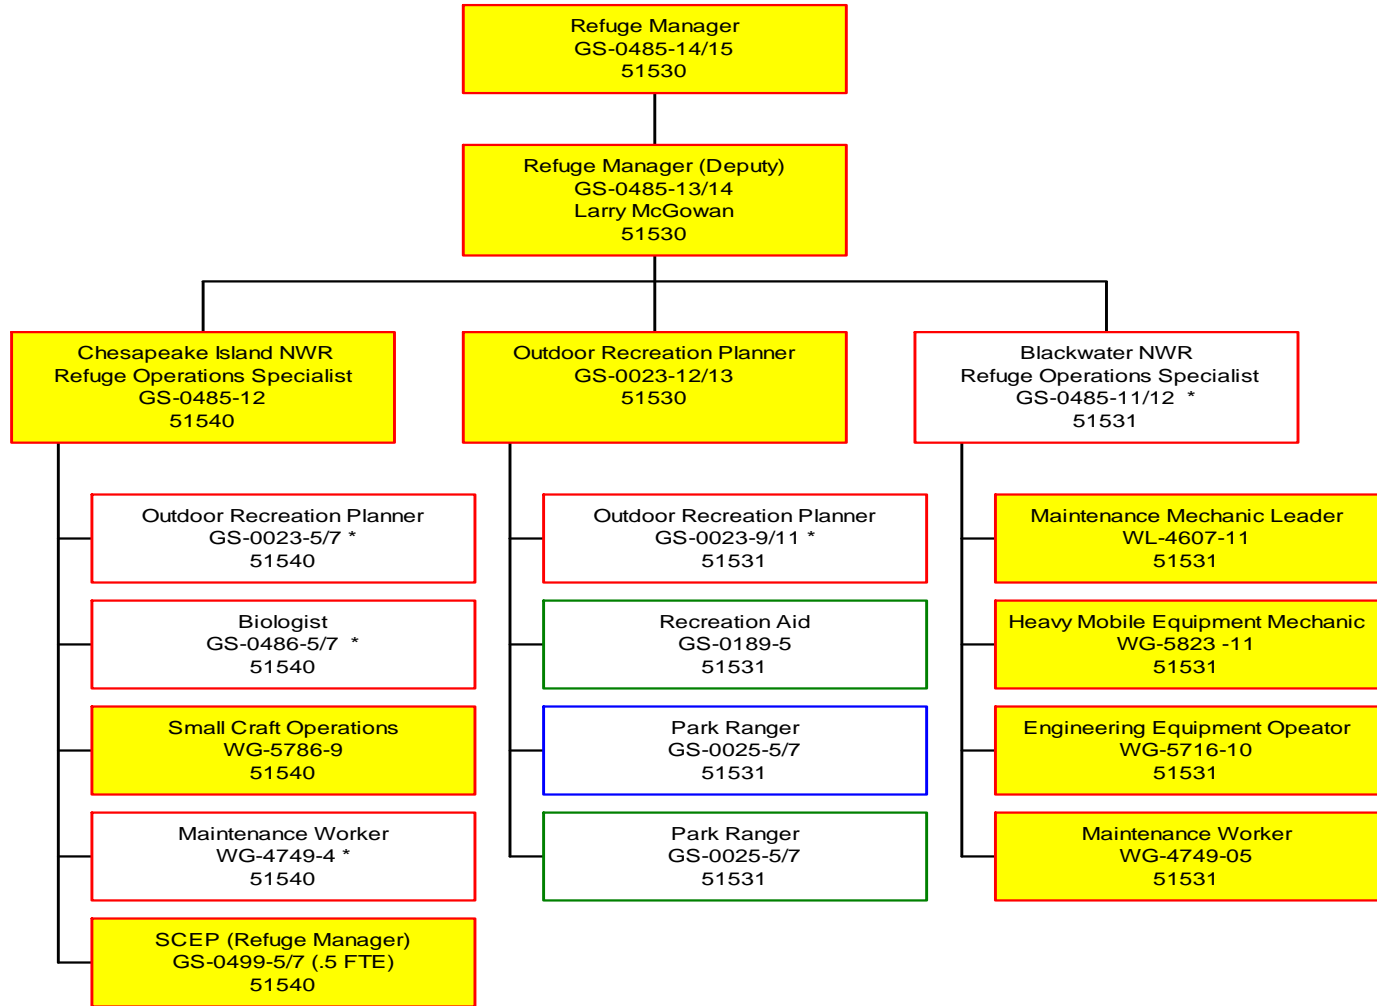 Refuge Manager
GS-0485-14/15
51530
Refuge Manager (Deputy)
GS-0485-13/14
Larry McGowan
51530
Chesapeake Island NWR
Refuge Operations Specialist
GS-0485-12
51540
Outdoor Recreation Planner
GS-0023-12/13
51530
Blackwater NWR
Refuge Operations Specialist
GS-0485-11/12 *
51531
Outdoor Recreation Planner
GS-0023-5/7 *
51540
Biologist
GS-0486-5/7 *
51540
Small Craft Operations
WG-5786-9
51540
Maintenance Worker
WG-4749-4 *
51540
SCEP (Refuge Manager)
GS-0499-5/7 (.5 FTE)
51540
Outdoor Recreation Planner
GS-0023-9/11 *
51531
Recreation Aid
GS-0189-5
51531
Park Ranger
GS-0025-5/7
51531
Park Ranger
GS-0025-5/7
51531
Maintenance Mechanic Leader
WL-4607-11
51531
Heavy Mobile Equipment Mechanic
WG-5823 -11
51531
Engineering Equipment Opeator
WG-5716-10
51531
Maintenance Worker
WG-4749-05
51531